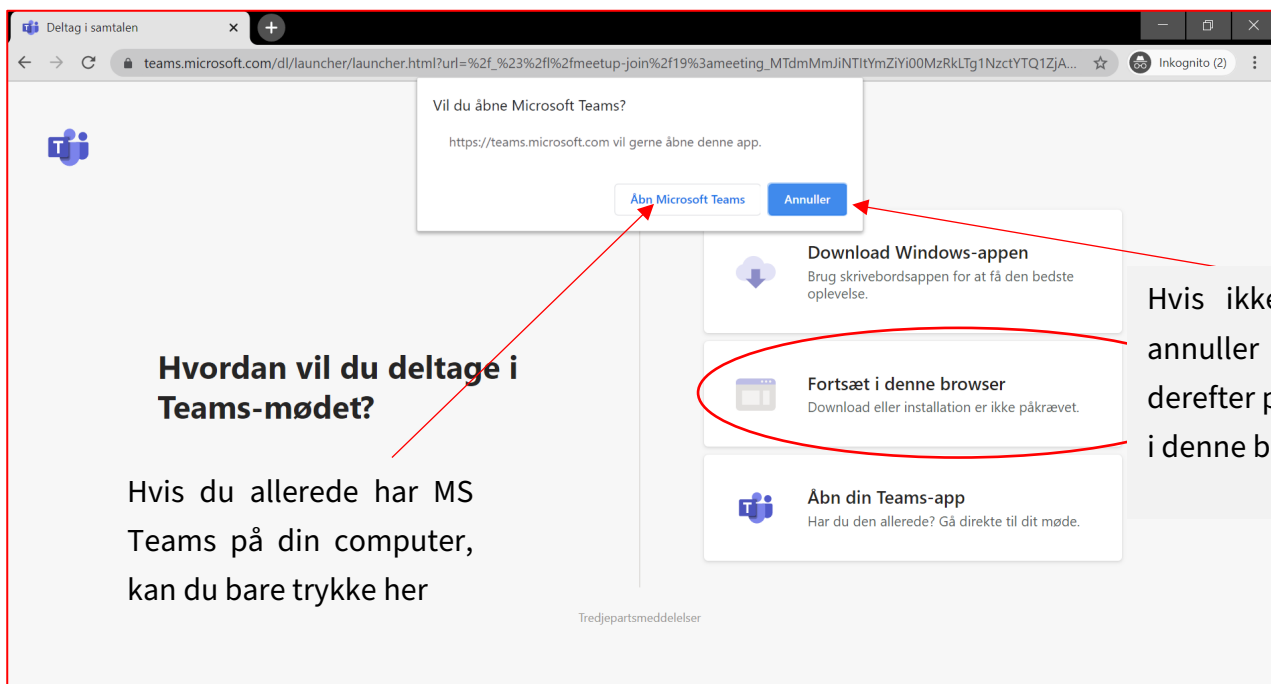 Deltag i samtalen
teams.microsoft.com/dl/launcher/launcher.html?url=%2f_%23%2fl%2fmeetup-join%2f19%3ameeting_MTdmMmJiNTItYmZiYi00MzRkLTg1NzctYTQ1ZjA...
Inkognito (2)
Vil du åbne Microsoft Teams?
https://teams.microsoft.com vil gerne åbne denne app.
Åbn Microsoft Teams
Annuller
Download Windows-appen
Brug skrivebordsappen for at få den bedste
oplevelse.
Hvordan vil du deltage i
Teams-mødet?
Fortsæt i denne browser
Download eller installation er ikke påkrævet.
Hvis ikke
annuller
derefter p
i denne b
Hvis du allerede har MS
Teams på din computer,
kan du bare trykke her
Åbn din Teams-app
Har du den allerede? Gå direkte til dit møde.
Tredjepartsmeddelelser